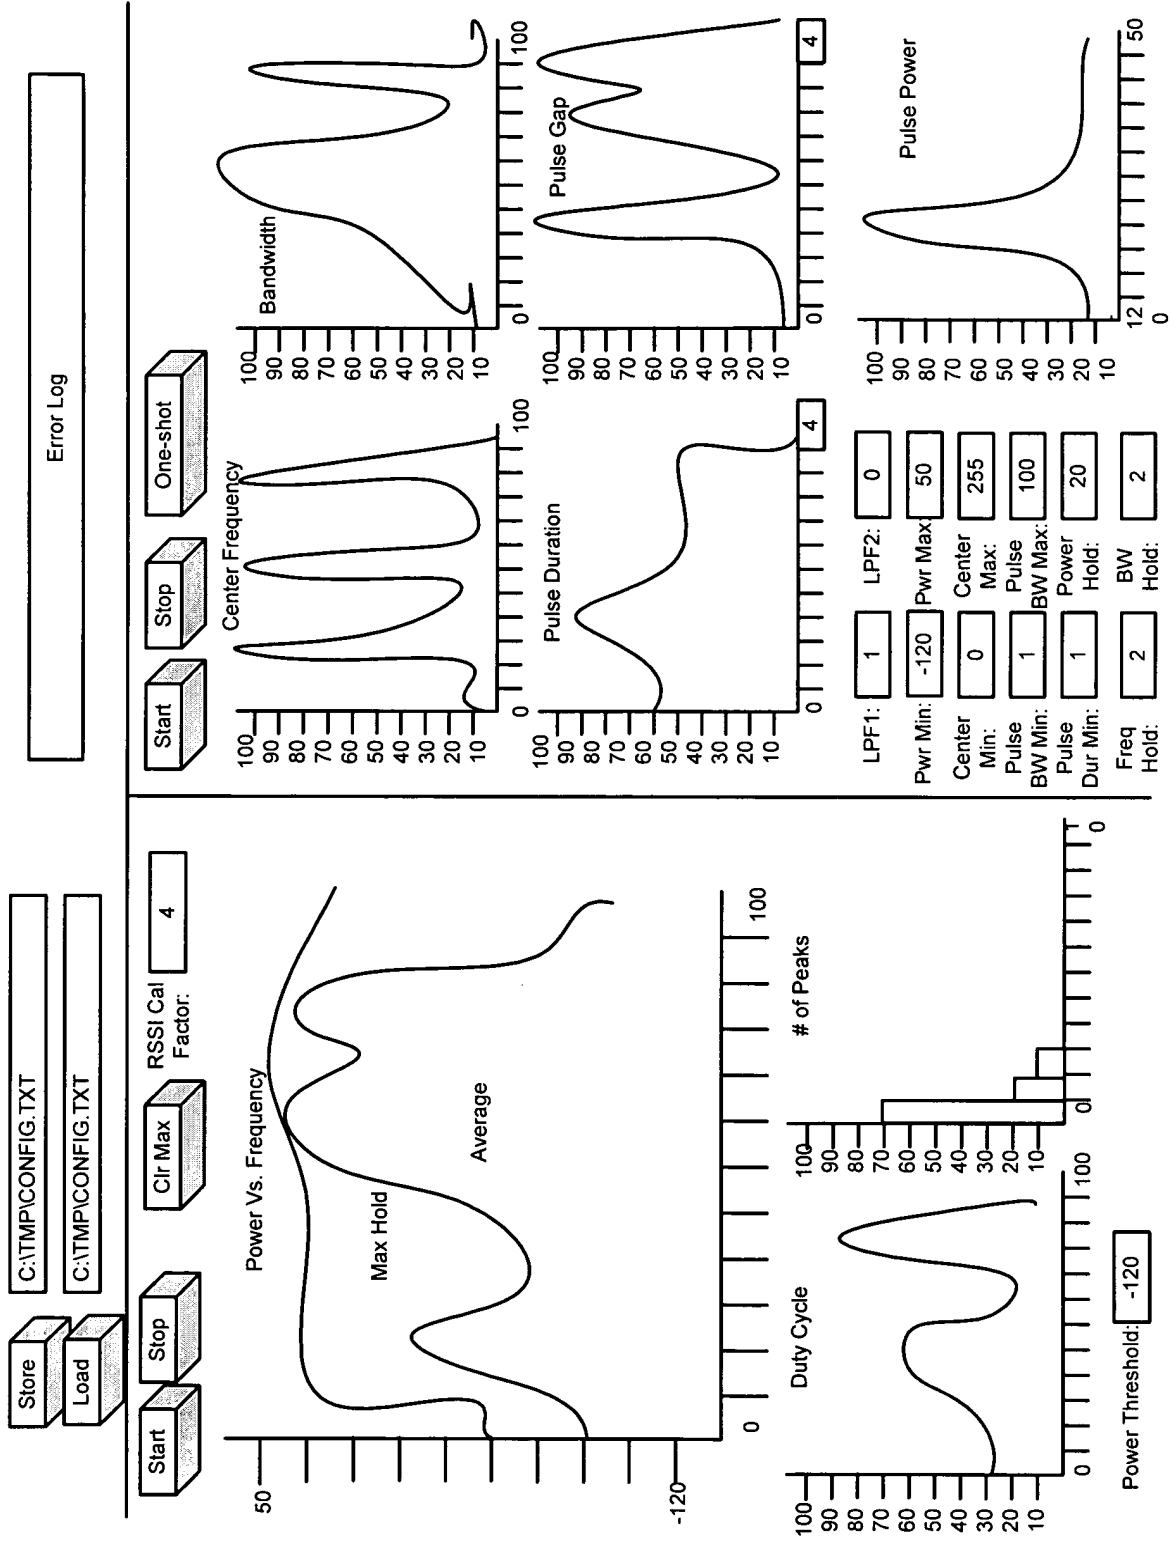 Store
C:\TMP\CONFIG.TXT
Load
C:\TMP\CONFIG.TXT
Error Log
Start
Stop
Clr Max
RSSI Cal
Factor:
4
Power Vs. Frequency
50
-120
Max Hold
Average
0
100
Duty Cycle
100
90
80
70
60
50
40
30
20
10
0
100
Power Threshold:
-120
# of Peaks
100
90
80
70
60
50
40
30
20
10
0
0
Start
Stop
One-shot
Center Frequency
100
90
80
70
60
50
40
30
20
10
0
100
Bandwidth
100
90
80
70
60
50
40
30
20
10
0
100
Pulse Duration
100
90
80
70
60
50
40
30
20
10
0
4
Pulse Gap
100
90
80
70
60
50
40
30
20
10
0
4
LPF1:
1
LPF2:
0
Pwr Min:
-120
Pwr Max:
50
Center
Min:
0
Center
Max:
255
Pulse
BW Min:
1
Pulse
BW Max:
100
Pulse
Dur Min:
1
Power
Hold:
20
Freq
Hold:
2
BW
Hold:
2
Pulse Power
100
90
80
70
60
50
40
30
20
10
12
0
50